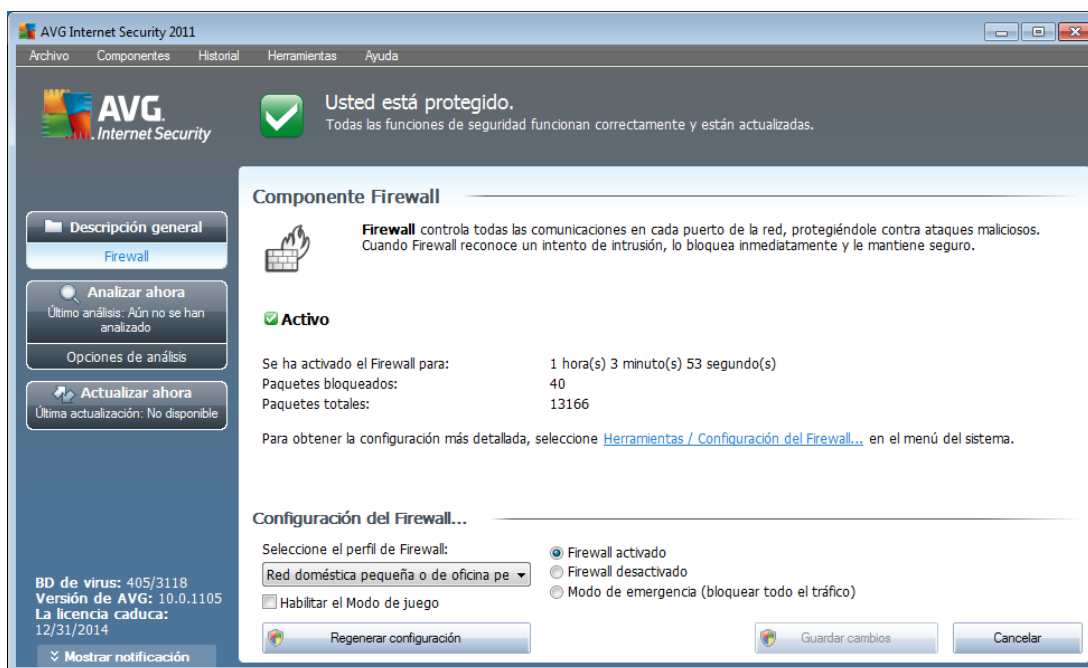 AVG Internet Security 2011
Archivo Componentes Historial Herramientas Ayuda
AVG.
Internet Security
Usted está protegido.
Todas las funciones de seguridad funcionan correctamente y están actualizadas.
Descripción general
Firewall
Analizar ahora
Último análisis: Aún no se han
analizado
Opciones de análisis
Actualizar ahora
Última actualización: No disponible
BD de virus: 405/3118
Versión de AVG: 10.0.1105
La licencia caduca:
12/31/2014
Mostrar notificación
Componente Firewall
Firewall controla todas las comunicaciones en cada puerto de la red, protegiéndole contra ataques maliciosos.
Cuando Firewall reconoce un intento de intrusión, lo bloquea inmediatamente y le mantiene seguro.
Activo
Se ha activado el Firewall para: 1 hora(s) 3 minuto(s) 53 segundo(s)
Paquetes bloqueados: 40
Paquetes totales: 13166
Para obtener la configuración más detallada, seleccione Herramientas / Configuración del Firewall... en el menú del sistema.
Configuración del Firewall...
Seleccione el perfil de Firewall:
Red doméstica pequeña o de oficina pe
Habilitar el Modo de juego
Firewall activado
Firewall desactivado
Modo de emergencia (bloquear todo el tráfico)
Regenerar configuración
Guardar cambios
Cancelar